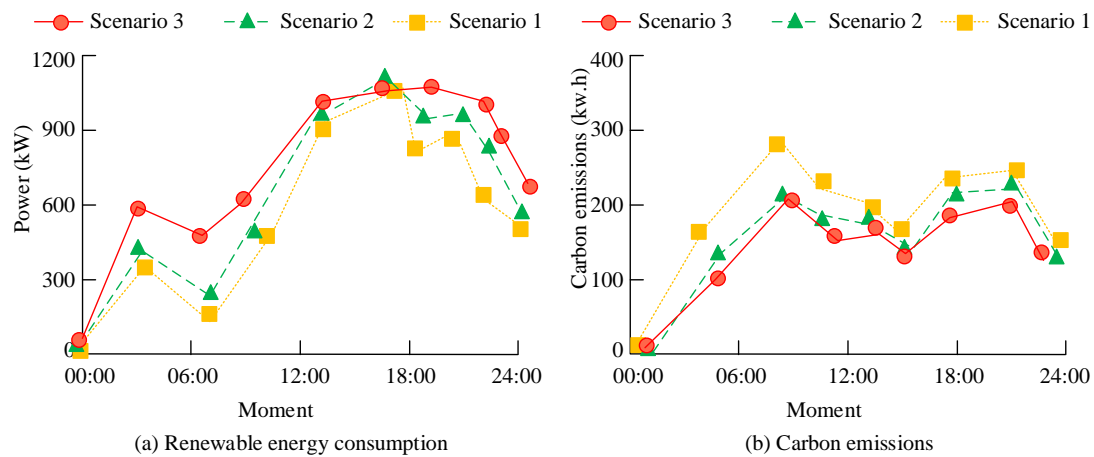 Scenario 3 Scenario 2 Scenario 1
1200
900
600
300
0
Power (kW)
00:00 06:00 12:00 18:00 24:00
Moment
(a) Renewable energy consumption
Scenario 3 Scenario 2 Scenario 1
400
300
200
100
0
Carbon emissions (kw.h)
00:00 06:00 12:00 18:00 24:00
Moment
(b) Carbon emissions